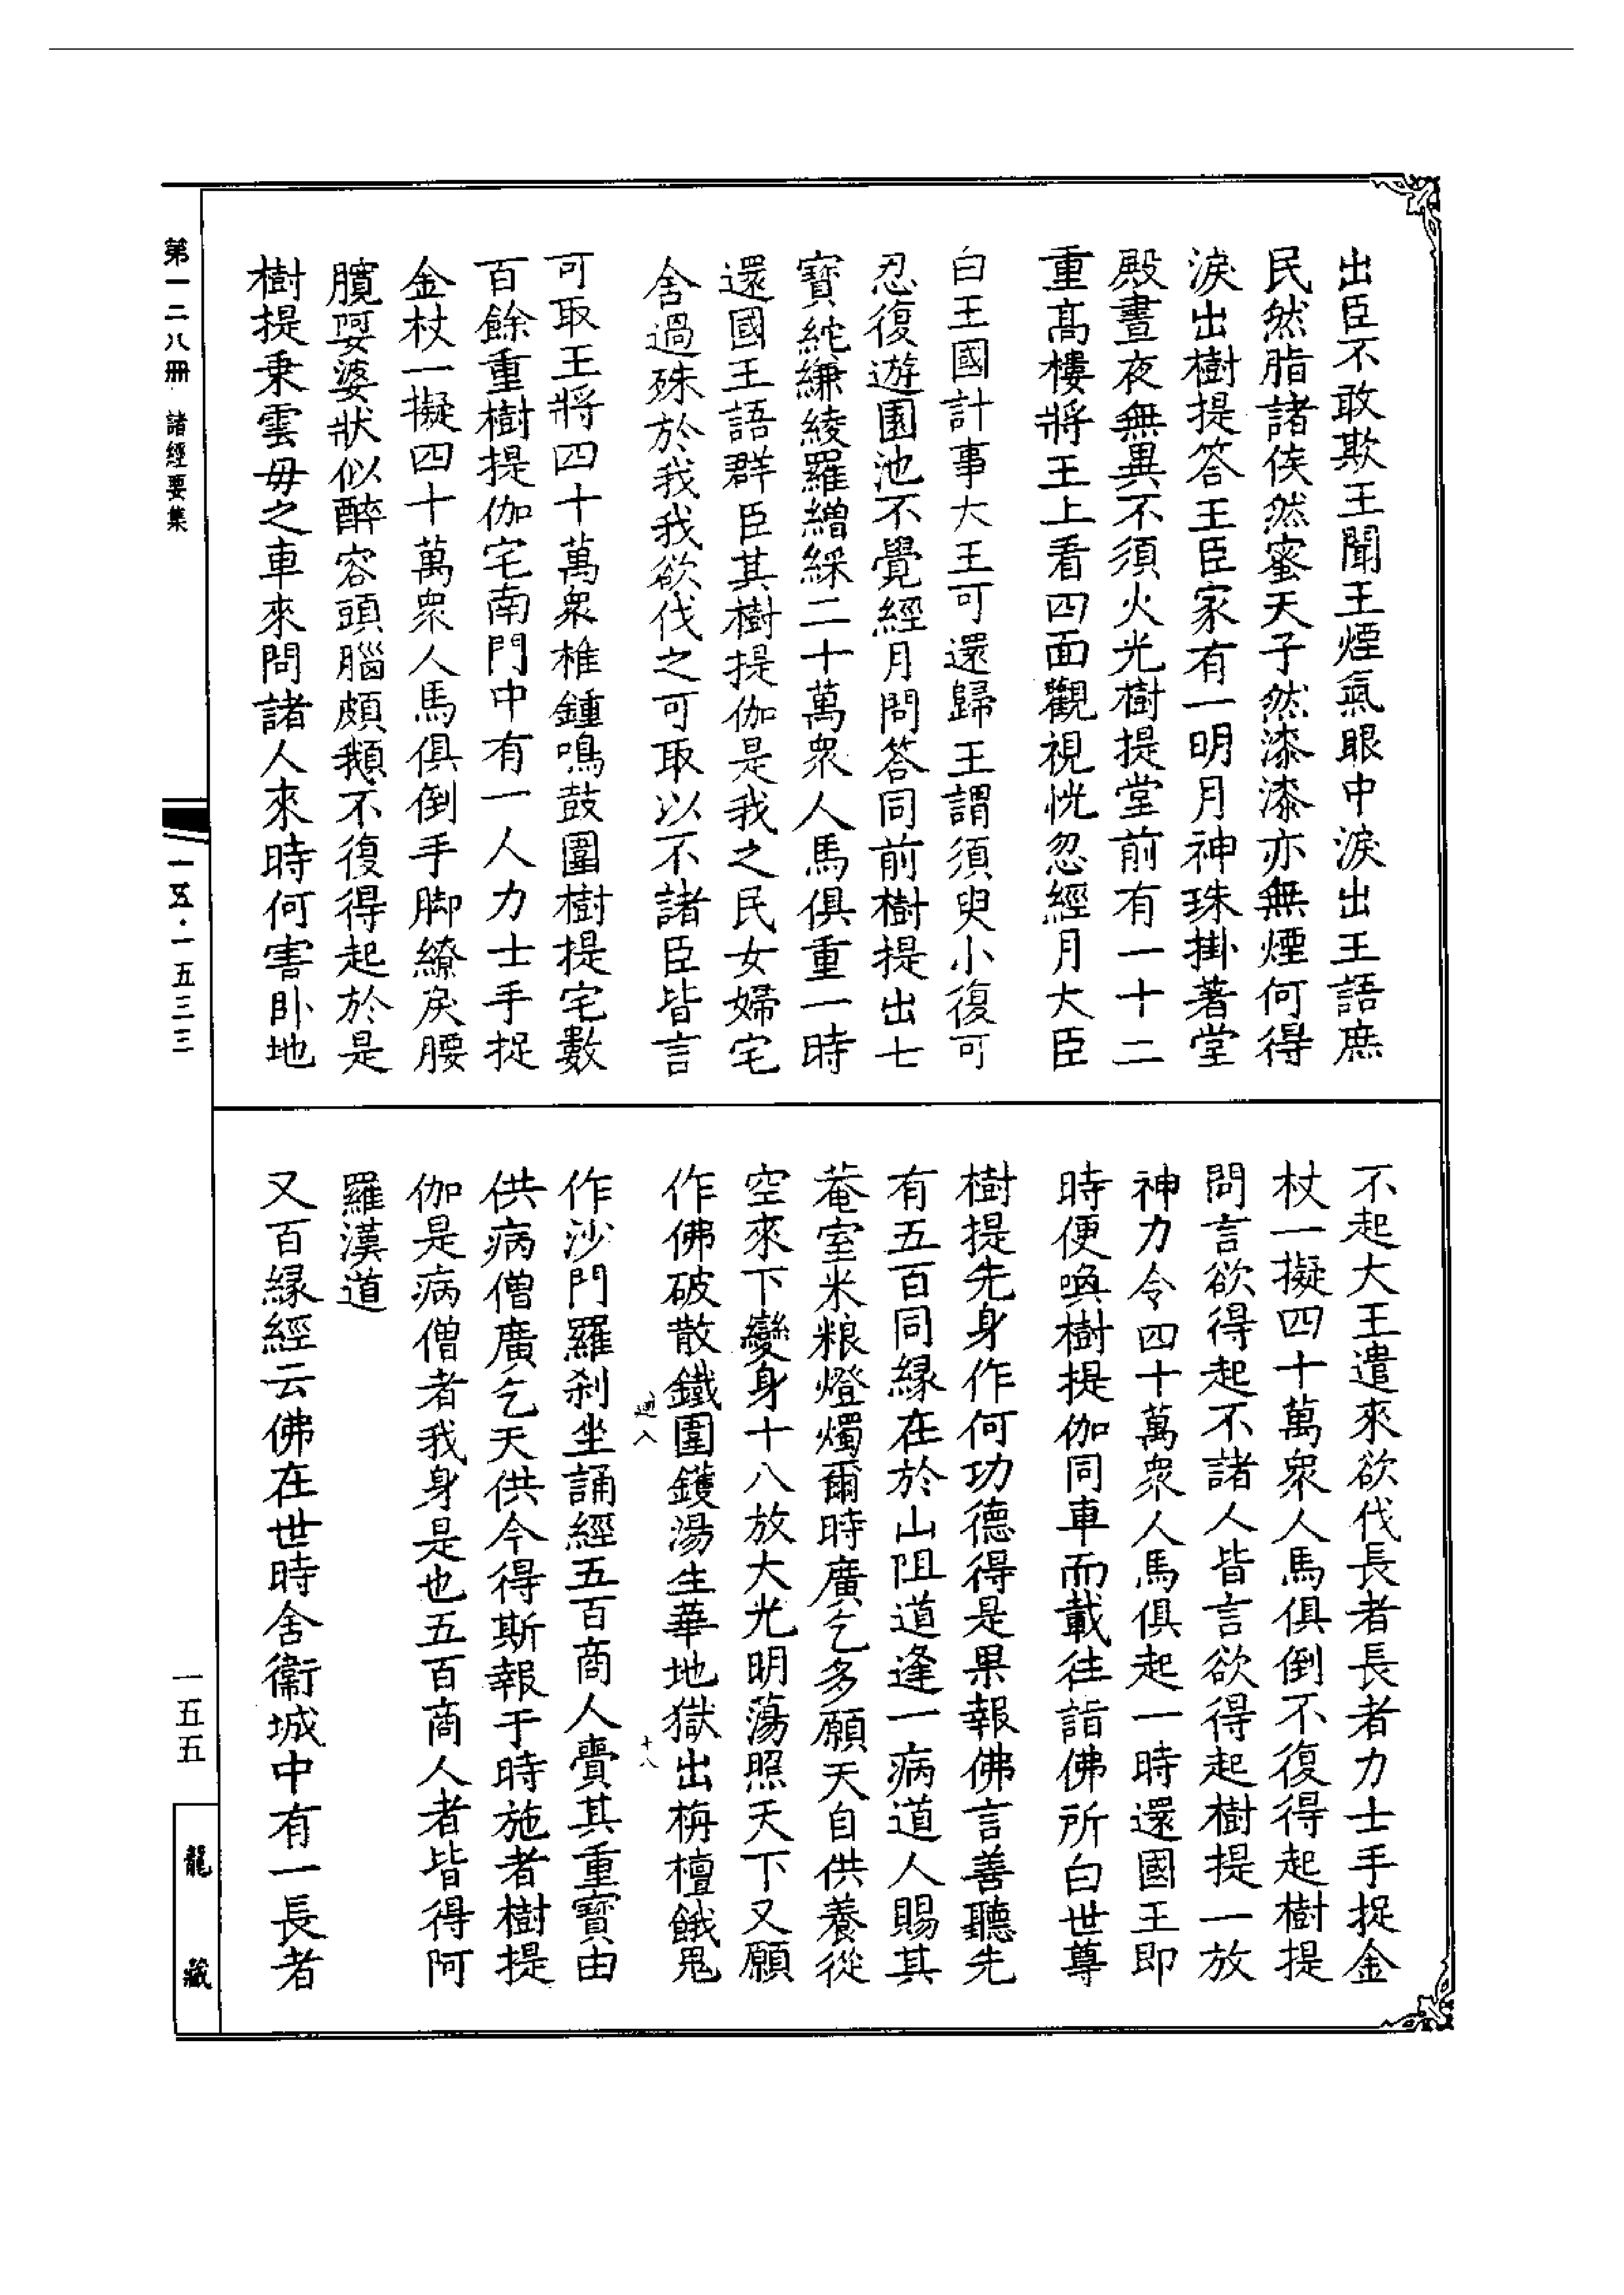 出臣不敢欺王聞王煙氣眼中淚出王語庶
民然脂諸侯然蜜天子然漆漆亦無煙何得
淚出樹提答王臣家有一明月神珠掛著堂
殿晝夜無異不須火光樹提堂前有一十二
重高樓將王上看四面觀視恍忽經月大臣
白王國計事大王可還歸王謂須臾小復可
忍復遊園池不覺經月問答同前樹提出七
寶絁縑綾羅繒綵二十萬衆人馬俱重一時
還國王語群臣其樹提伽是我之民女婦宅
舍過殊於我我欲伐之可取以不諸臣皆言
可取王將四十萬衆椎鍾鳴鼓圍樹提宅數
百餘重樹提伽宅南門中有一人力士手捉
金杖一擬四十萬衆人馬俱倒手脚繚戾腰
髖婆狀似醉容頭腦不復得起於是
樹提乗雲母之車來問諸人來時何害卧地
不起大王遣來欲伐長者長者力士手捉金
杖一擬四十萬衆人馬俱倒不復得起樹提
問言欲得起不諸人皆言欲得起樹提一放
神力令四十萬衆人馬俱起一時還國王即
時便喚樹提伽同車而載往詣佛所白世尊
樹提先身作何功德得是果報佛言善聽先
有五百同縁在於山阻道逢一病道人賜其
菴室米粮燈燭爾時廣乞多願天自供養從
空來下變身十八放大光明蕩照天下又願
作佛破散鐵圍鑊湯生華地獄出栴檀餓鬼
作沙門羅刹坐誦經五百商人賷其重寶由
供病僧廣乞天供今得斯報于時施者樹提
伽是病僧者我身是也五百商人者皆得阿
羅漢道
又百縁經云佛在世時舍衞城中有一長者
十八
第一二八冊 諸經要集
一五・一五三三
一五五
龍藏